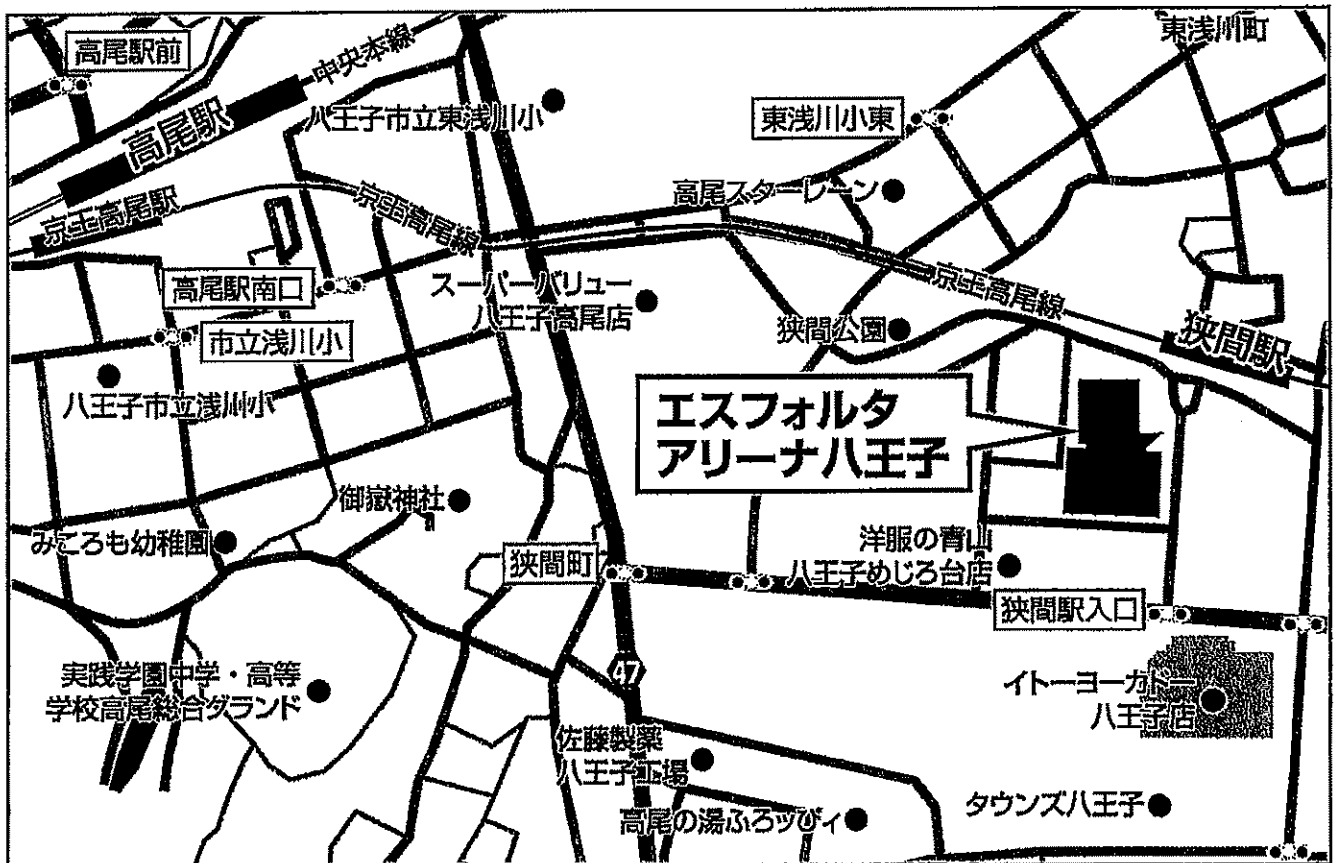 高尾駅前
中央本線
東浅川町
高尾駅
八王子市立東浅川小
東浅川小東
京王高尾駅
京王高尾線
高尾スターレーン
高尾駅南口
スーパーバリュー
八王子高尾店
京王高尾線
市立浅川小
狭間公園
狭間駅
八王子市立浅川小
エスフォルタ
アリーナ八王子
御嶽神社
みころも幼稚園
狭間町
洋服の青山
八王子めじろ台店
狭間駅入口
実践学園中学・高等
学校高尾総合グランド
47
イトーヨーカドー
八王子店
佐藤製薬
八王子工場
高尾の湯ふろッぴィ
タウンズ八王子